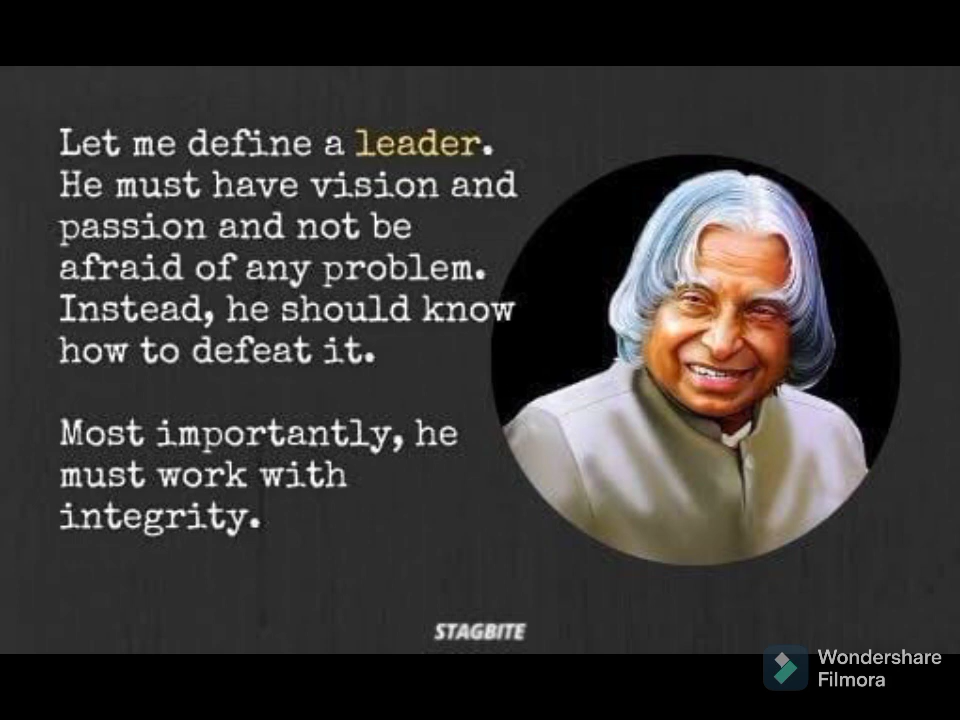 Let me define a leader.
He must have vision and
passion and not be
afraid of any problem.
Instead, he should know
how to defeat it.
Most importantly, he
must work with
integrity.
STAGBITE
Wondershare
Filmora